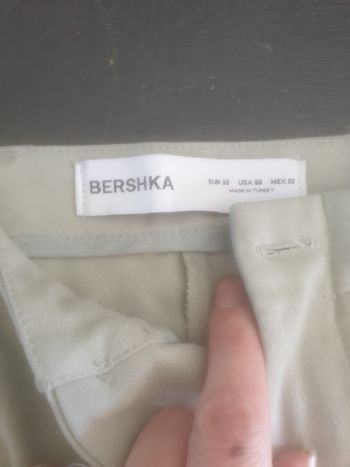 BERSHKA
EUR 32 USA 00 MEX 22
MADE IN TURKEY